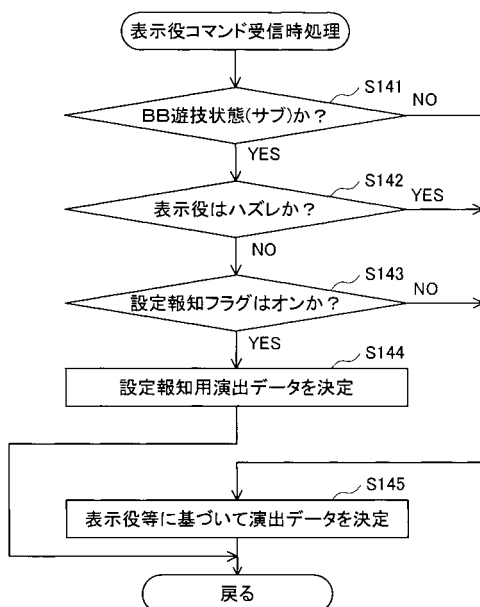 表示役コマンド受信時処理
S141
BB遊技状態(サブ)か?
NO
YES
S142
表示役はハズレか?
YES
NO
S143
設定報知フラグはオンか?
NO
YES
S144
設定報知用演出データを決定
S145
表示役等に基づいて演出データを決定
戻る